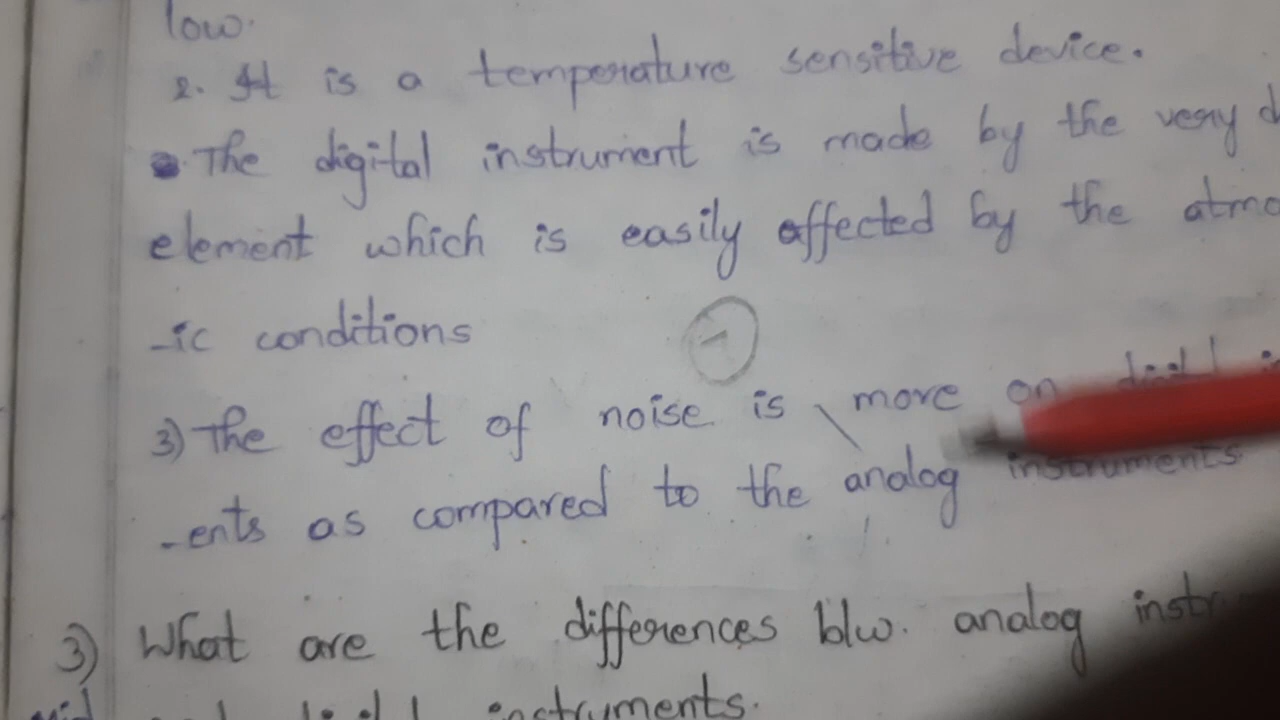 low.
2. It is a temperature sensitive device.
The digital instrument is made by the very
element which is easily affected by the
-ic conditions
3) The effect of noise is more on
-ents as compared to the analog instruments
3) What are the differences b/w. analog
instruments.